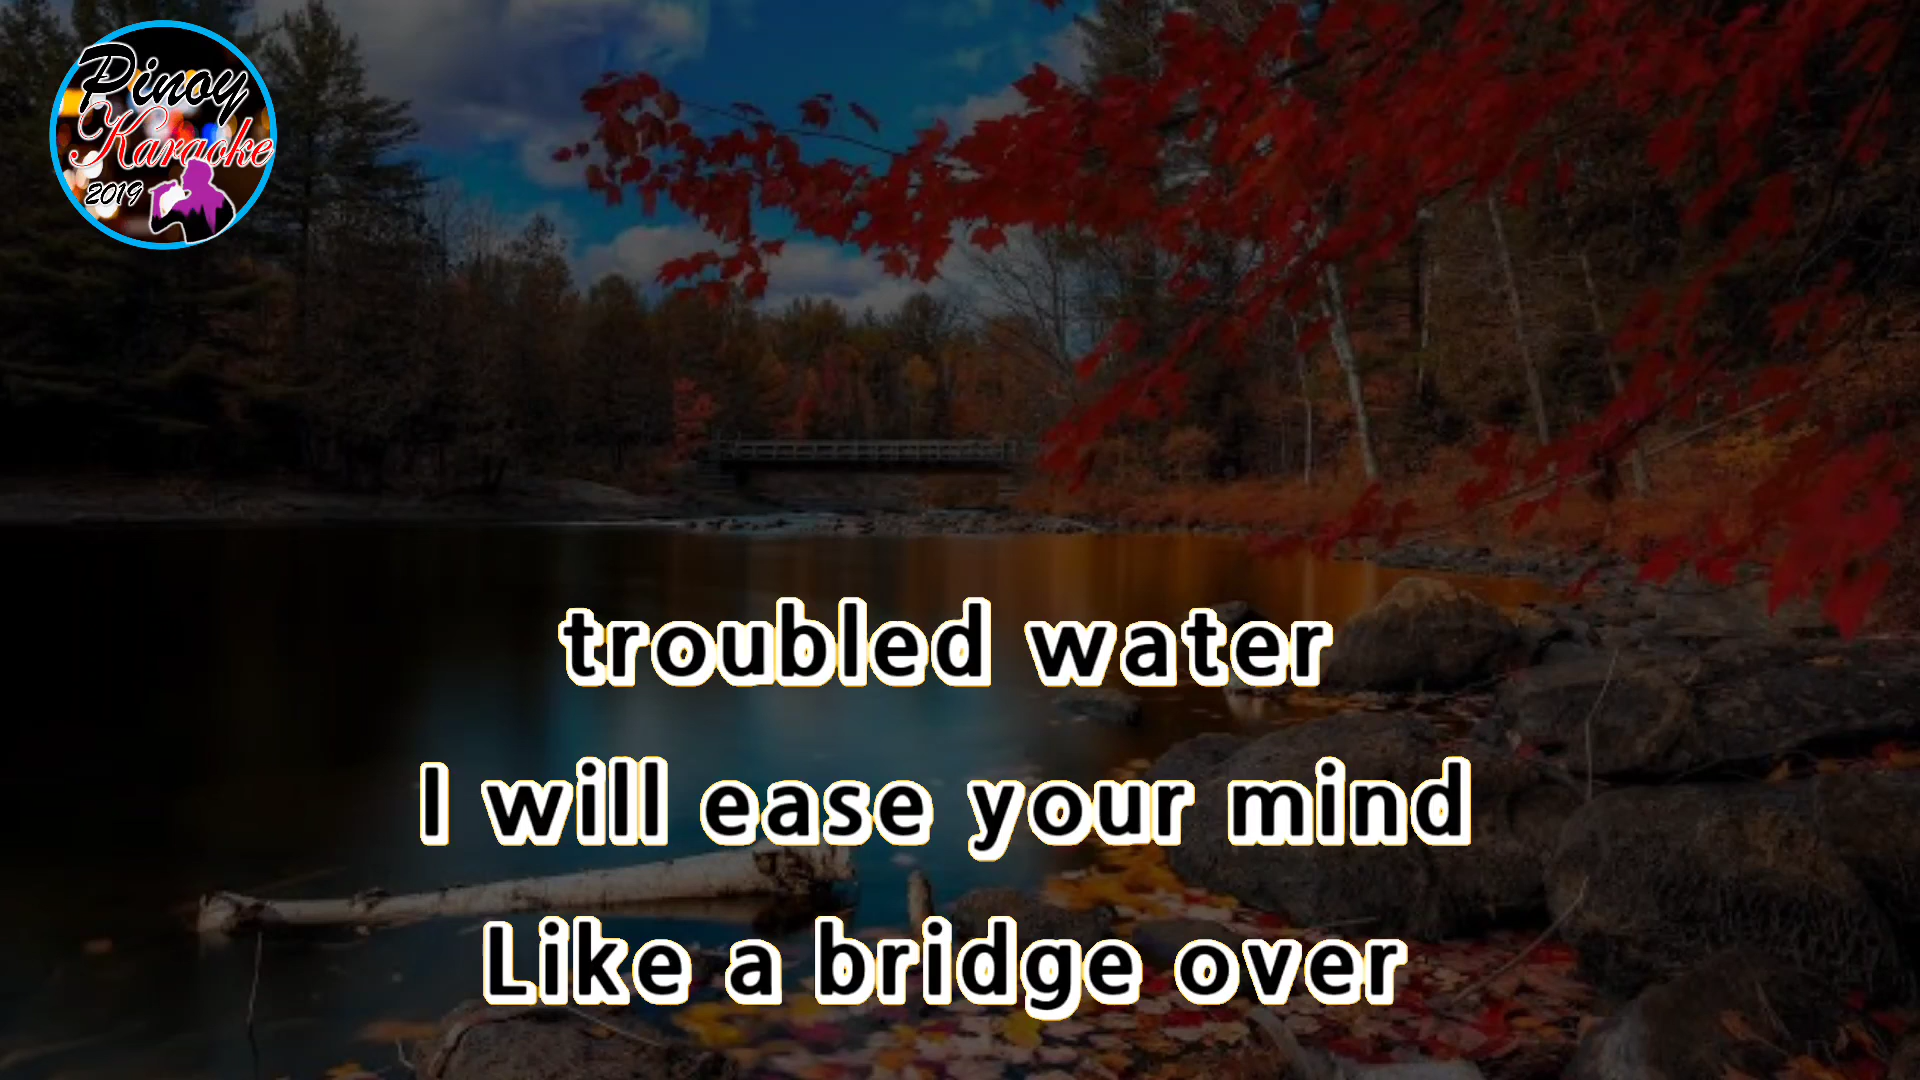 Pinoy
Karaoke
2019
troubled water
I will ease your mind
Like a bridge over